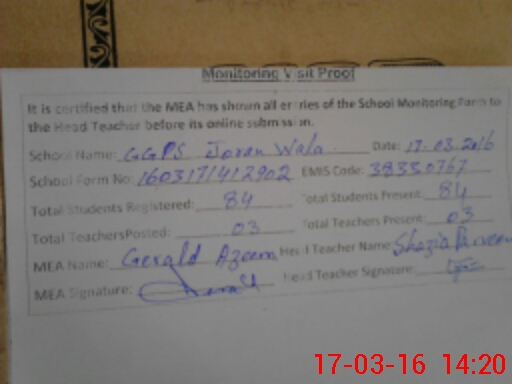 Monitoring Visit Proof
It is certified that the MEA has shown all entries of the School Monitoring Form to
the Head Teacher before its online submission.
School Name: GGPS Joran Wala Date: 17.03.2016
School Form No: 1603171412902 EMIS Code: 38330767
Total Students Registered: 84 Total Students Present: 84
Total TeachersPosted: 03 Total Teachers Present: 03
MEA Name: Gerald Azeem Head Teacher Name: Shazia Parveen
MEA Signature: Head Teacher Signature:
17-03-16 14:20